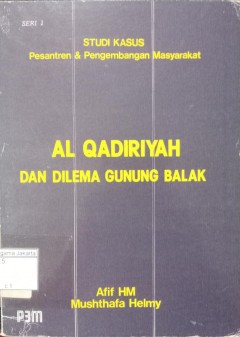 SERI 1
STUDI KASUS
Pesantren & Pengembangan Masyarakat
AL QADIRIYAH
DAN DILEMA GUNUNG BALAK
Afif HM
Mushthafa Helmy
P3M